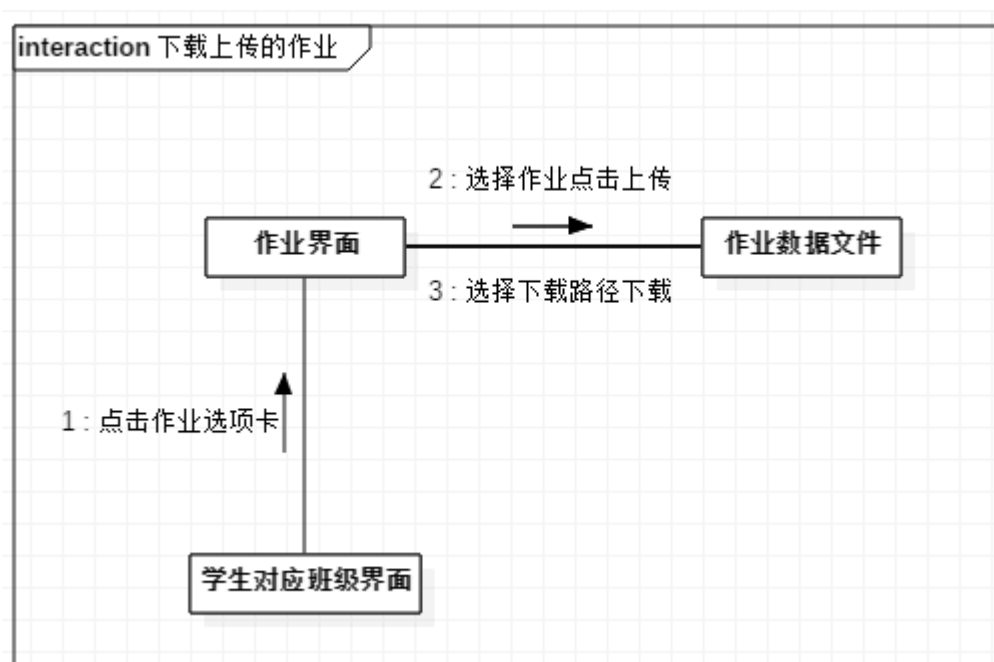 interaction 下载上传的作业
2 : 选择作业点击上传
作业界面
作业数据文件
3 : 选择下载路径下载
1 : 点击作业选项卡
学生对应班级界面